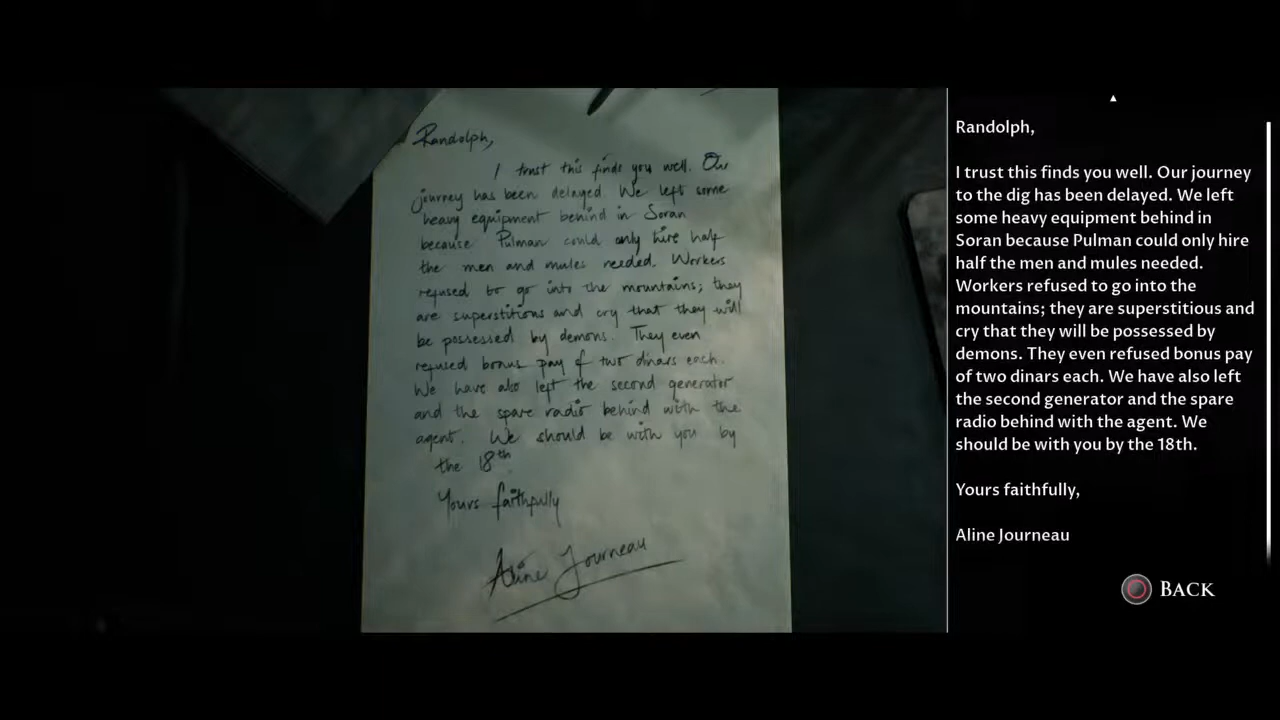 Randolph,
I trust this finds you well. Our
journey has been delayed. We left some
heavy equipment behind in Soran
because Pulman could only hire half
the men and mules needed. Workers
refused to go into the mountains; they
are superstitious and cry that they will
be possessed by demons. They even
refused bonus pay of two dinars each.
We have also left the second generator
and the spare radio behind with the
agent. We should be with you by
the 18th
Yours faithfully
Aline Journeau
Randolph,
I trust this finds you well. Our journey
to the dig has been delayed. We left
some heavy equipment behind in
Soran because Pulman could only hire
half the men and mules needed.
Workers refused to go into the
mountains; they are superstitious and
cry that they will be possessed by
demons. They even refused bonus pay
of two dinars each. We have also left
the second generator and the spare
radio behind with the agent. We
should be with you by the 18th.
Yours faithfully,
Aline Journeau
BACK